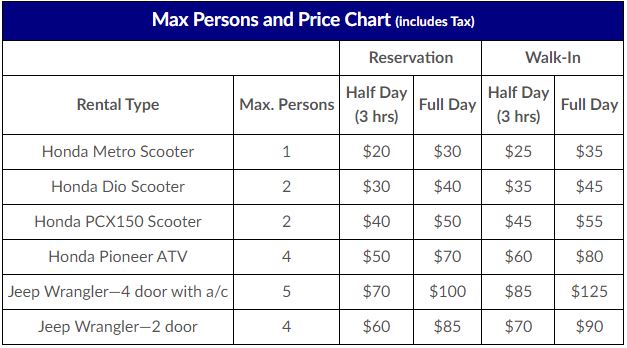 Max Persons and Price Chart (includes Tax)
Reservation Walk-In
Rental Type Max. Persons Half Day (3 hrs) Full Day Half Day (3 hrs) Full Day
Honda Metro Scooter 1 $20 $30 $25 $35
Honda Dio Scooter 2 $30 $40 $35 $45
Honda PCX150 Scooter 2 $40 $50 $45 $55
Honda Pioneer ATV 4 $50 $70 $60 $80
Jeep Wrangler—4 door with a/c 5 $70 $100 $85 $125
Jeep Wrangler—2 door 4 $60 $85 $70 $90